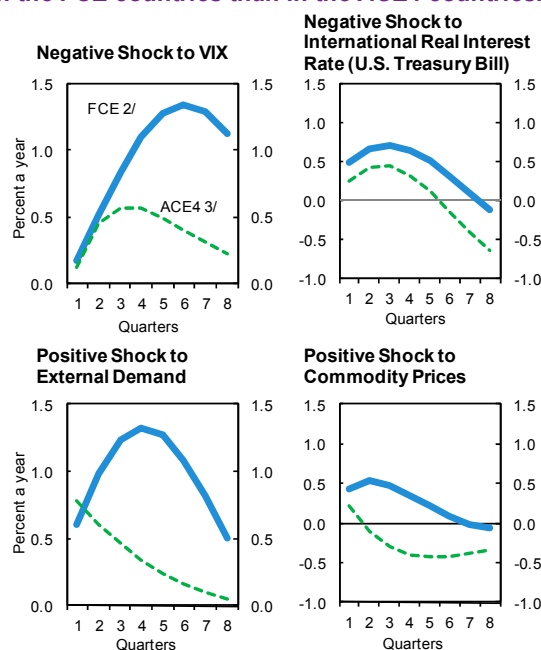 Negative Shock to VIX
1.5 1.5
FCE 2/
1.0 1.0
ACE4 3/
0.5 0.5
0.0 0.0
Percent a year
1 2 3 4 5 6 7 8
Quarters
Negative Shock to
International Real Interest
Rate (U.S. Treasury Bill)
1.5 1.5
1.0 1.0
0.5 0.5
0.0 0.0
-0.5 -0.5
-1.0 -1.0
1 2 3 4 5 6 7 8
Quarters
Positive Shock to
External Demand
1.5 1.5
1.0 1.0
0.5 0.5
0.0 0.0
Percent a year
1 2 3 4 5 6 7 8
Quarters
Positive Shock to
Commodity Prices
1.5 1.5
1.0 1.0
0.5 0.5
0.0 0.0
-0.5 -0.5
-1.0 -1.0
1 2 3 4 5 6 7 8
Quarters